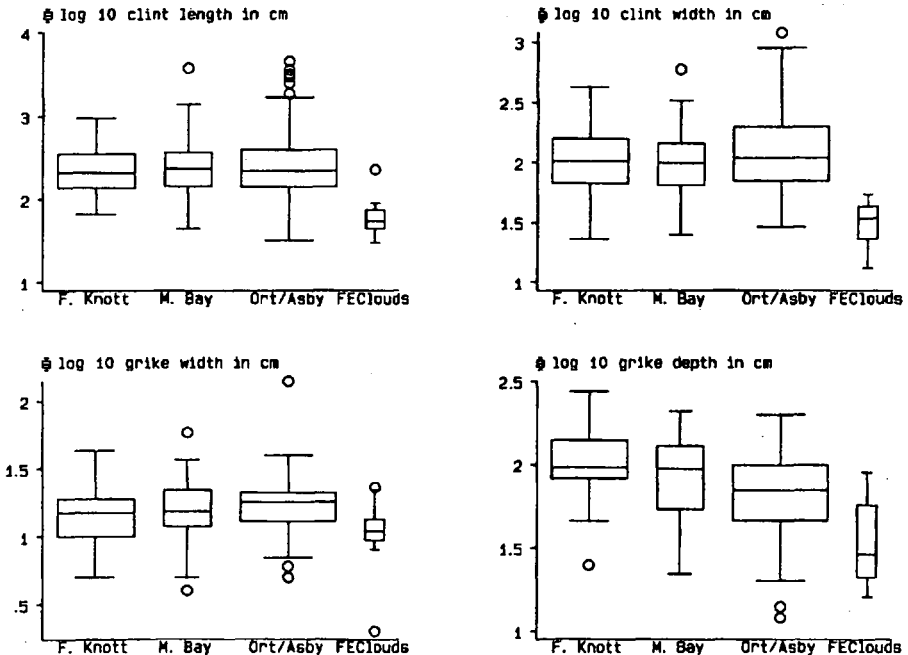 log 10 clint length in cm
4
3
2
1
F. Knott M. Bay Ort/Asby FEClouds
log 10 clint width in cm
3
2.5
2
1.5
1
F. Knott M. Bay Ort/Asby FEClouds
log 10 grike width in cm
2
1.5
1
.5
F. Knott M. Bay Ort/Asby FEClouds
log 10 grike depth in cm
2.5
2
1.5
1
F. Knott M. Bay Ort/Asby FEClouds